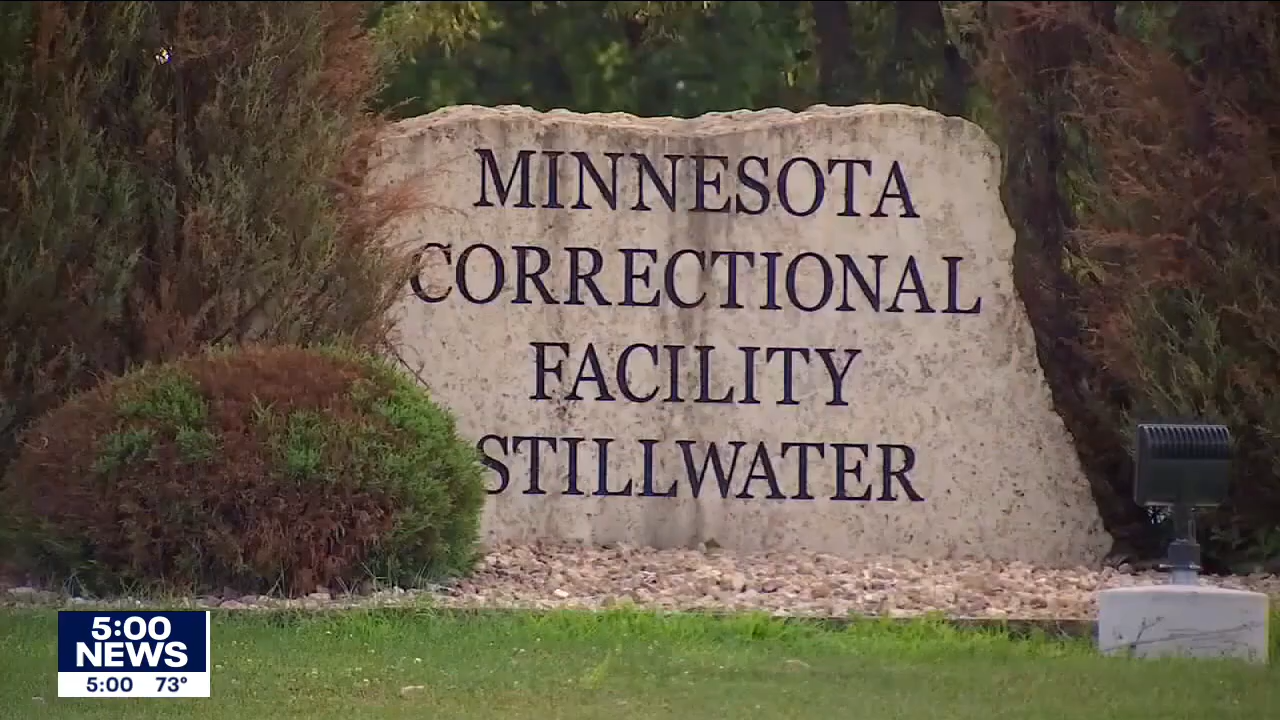 MINNESOTA
CORRECTIONAL
FACILITY
STILLWATER
5:00
NEWS
5:00 73°